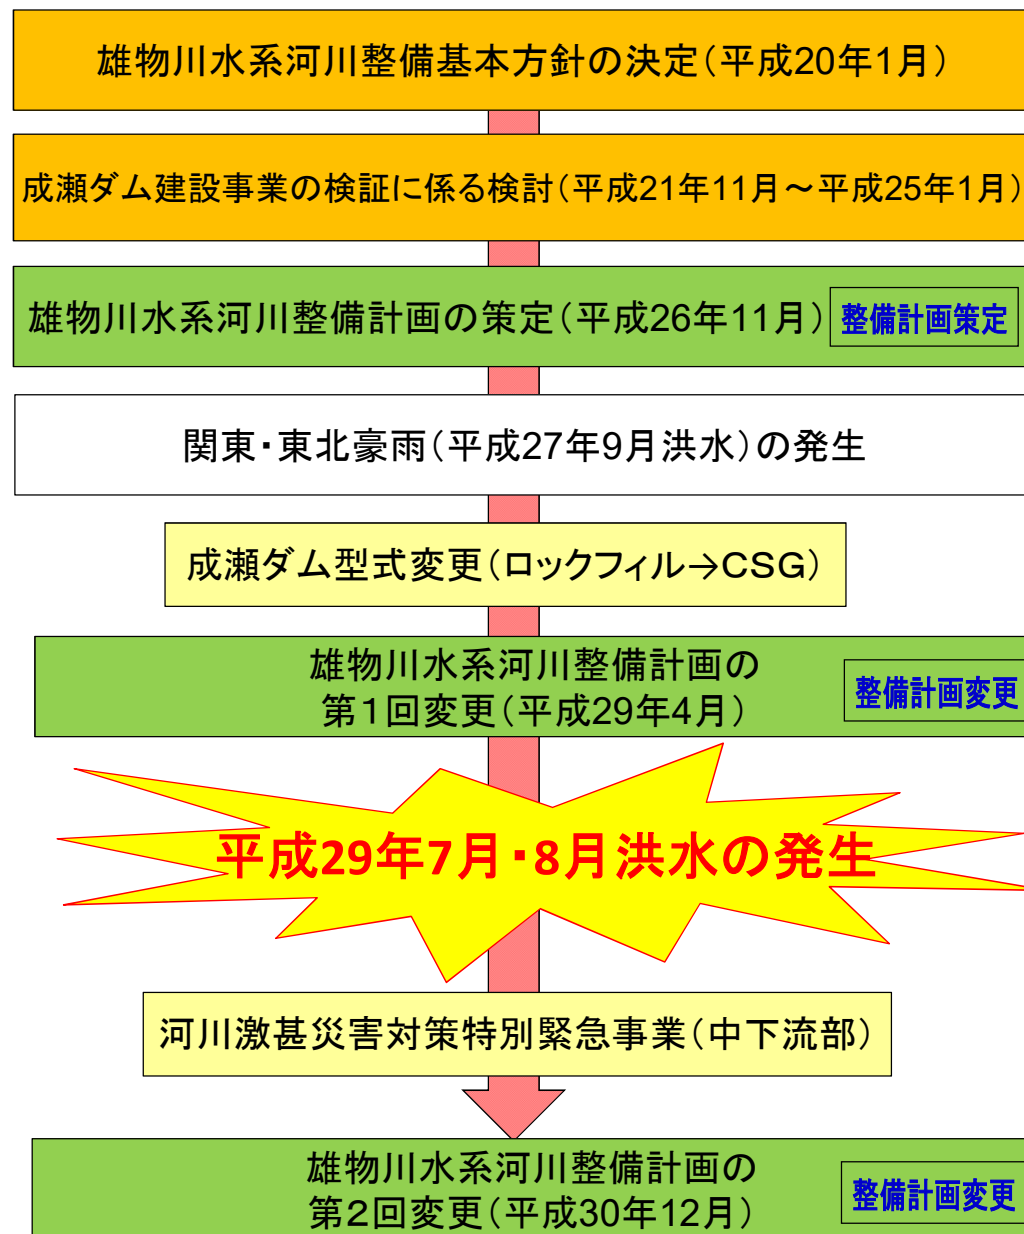 雄物川水系河川整備基本方針の決定(平成20年1月)
成瀬ダム建設事業の検証に係る検討(平成21年11月～平成25年1月)
雄物川水系河川整備計画の策定(平成26年11月)
整備計画策定
関東・東北豪雨(平成27年9月洪水)の発生
成瀬ダム型式変更(ロックフィル→CSG)
雄物川水系河川整備計画の
第１回変更(平成29年4月)
整備計画変更
平成29年7月・8月洪水の発生
河川激甚災害対策特別緊急事業(中下流部)
雄物川水系河川整備計画の
第２回変更(平成30年12月)
整備計画変更